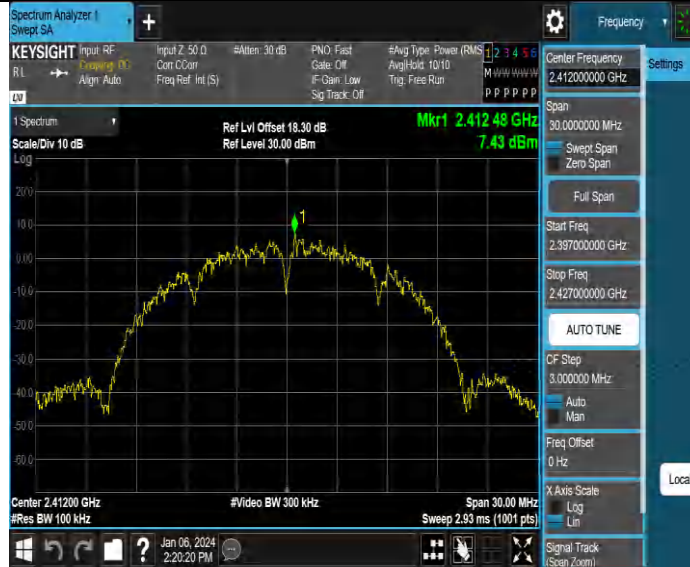 Spectrum Analyzer 1
Swept SA
+
Frequency
KEYSIGHT
Input: RF
Coupling: DC
Align: Auto
Input Z: 50 Ω
Corr CCorr
Freq Ref: Int (S)
#Atten: 30 dB
PNO: Fast
Gate: Off
IF Gain: Low
Sig Track: Off
#Avg Type: Power (RMS
Avg|Hold: 10/10
Trig: Free Run
1 2 3 4 5 6
M W W W W W
P P P P P P
R L
Center Frequency
2.412000000 GHz
Settings
Span
30.0000000 MHz
Swept Span
Zero Span
Full Span
Start Freq
2.397000000 GHz
Stop Freq
2.427000000 GHz
AUTO TUNE
CF Step
3.000000 MHz
Auto
Man
Freq Offset
0 Hz
X Axis Scale
Log
Lin
Signal Track
(Span Zoom)
Loca
1 Spectrum
Scale/Div 10 dB
Log
Ref Lvl Offset 18.30 dB
Ref Level 30.00 dBm
Mkr1 2.412 48 GHz
7.43 dBm
1
20.0
10.0
0.00
-10.0
-20.0
-30.0
-40.0
-50.0
-60.0
Center 2.41200 GHz
#Res BW 100 kHz
#Video BW 300 kHz
Span 30.00 MHz
Sweep 2.93 ms (1001 pts)
?
Jan 06, 2024
2:20:20 PM